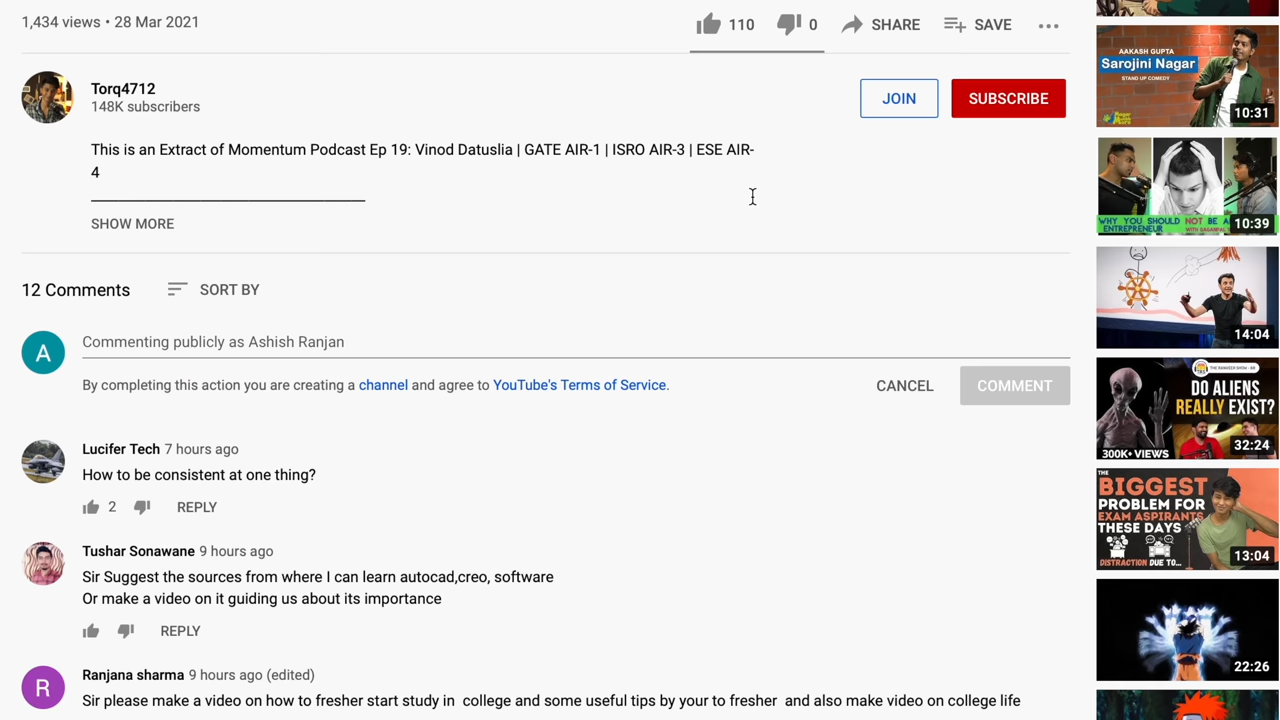 1,434 views • 28 Mar 2021
110
0
SHARE
SAVE
Torq4712
148K subscribers
JOIN
SUBSCRIBE
This is an Extract of Momentum Podcast Ep 19: Vinod Datuslia | GATE AIR-1 | ISRO AIR-3 | ESE AIR-
4
SHOW MORE
12 Comments
SORT BY
A
Commenting publicly as Ashish Ranjan
By completing this action you are creating a channel and agree to YouTube's Terms of Service.
CANCEL
COMMENT
Lucifer Tech 7 hours ago
How to be consistent at one thing?
2
REPLY
Tushar Sonawane 9 hours ago
Sir Suggest the sources from where I can learn autocad,creo, software
Or make a video on it guiding us about its importance
REPLY
R
Ranjana sharma 9 hours ago (edited)
Sir please make a video on how to fresher start study in college and some useful tips by your to fresher and also make video on college life
AAKASH GUPTA
Sarojini Nagar
STAND UP COMEDY
10:31
WHY YOU SHOULD NOT BE A
ENTREPRENEUR
10:39
14:04
DO ALIENS
REALLY EXIST?
300K+ VIEWS
32:24
THE
BIGGEST
PROBLEM FOR
EXAM ASPIRANTS
THESE DAYS
DISTRACTION DUE TO...
13:04
22:26